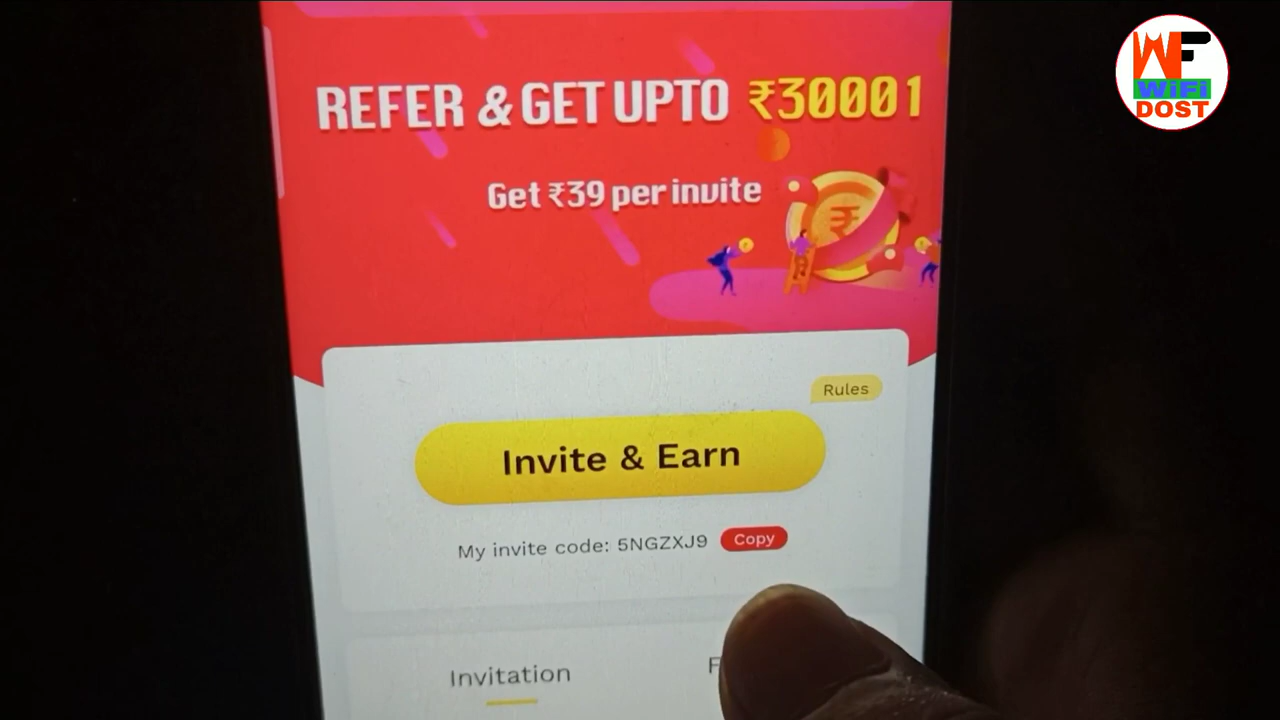 REFER & GET UPTO ₹30001
Get ₹39 per invite
₹
Rules
Invite & Earn
My invite code: 5NGZXJ9 Copy
Invitation
WF
WiFi
DOST